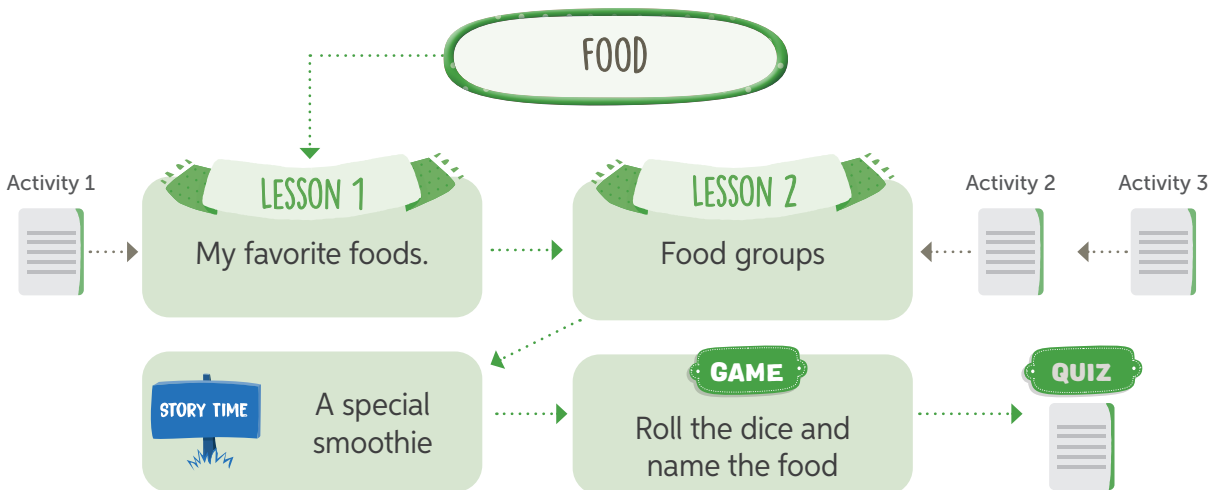 FOOD
Activity 1
LESSON 1
My favorite foods.
LESSON 2
Food groups
Activity 2
Activity 3
STORY TIME
A special
smoothie
GAME
Roll the dice and
name the food
QUIZ